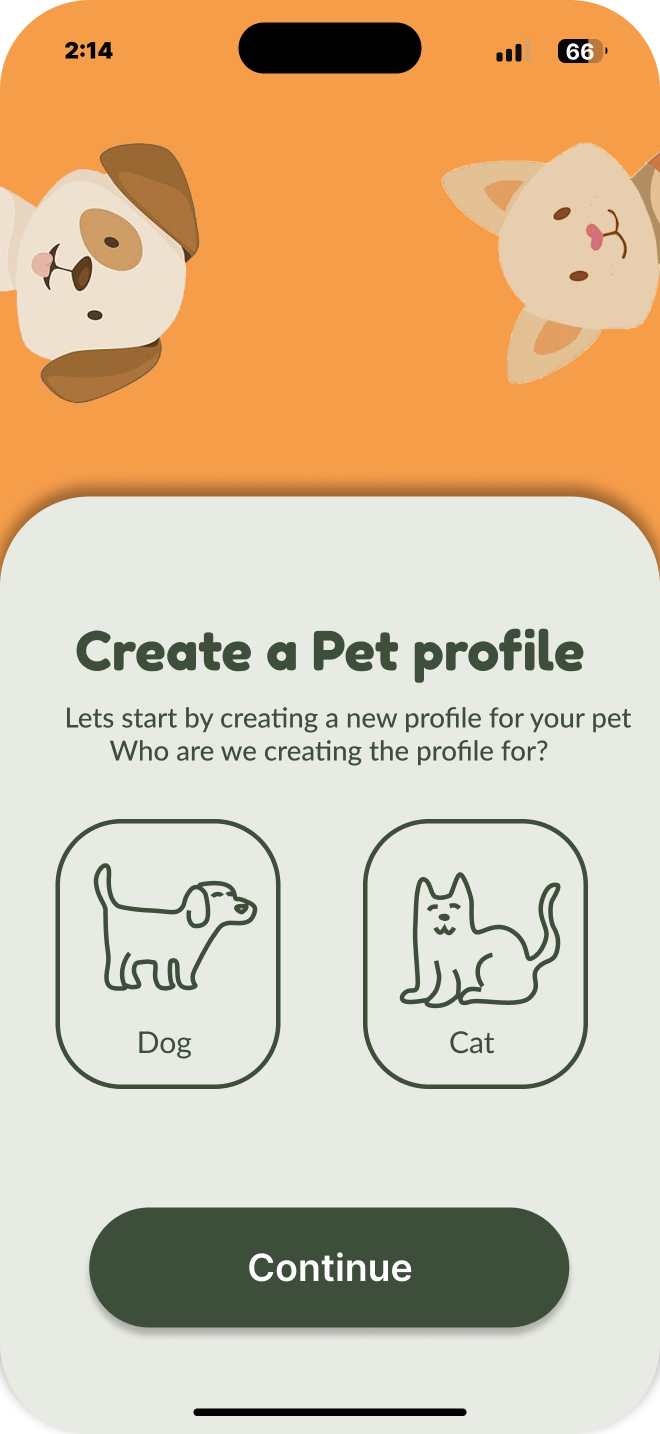 2:14
66
Create a Pet profile
Lets start by creating a new profile for your pet
Who are we creating the profile for?
Dog
Cat
Continue